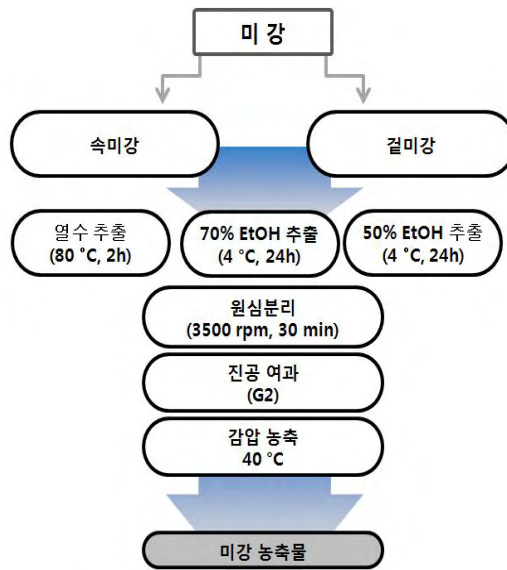 미 강
속미강
겉미강
열수 추출
(80 °C, 2h)
70% EtOH 추출
(4 °C, 24h)
50% EtOH 추출
(4 °C, 24h)
원심분리
(3500 rpm, 30 min)
진공 여과
(G2)
감압 농축
40 °C
미강 농축물